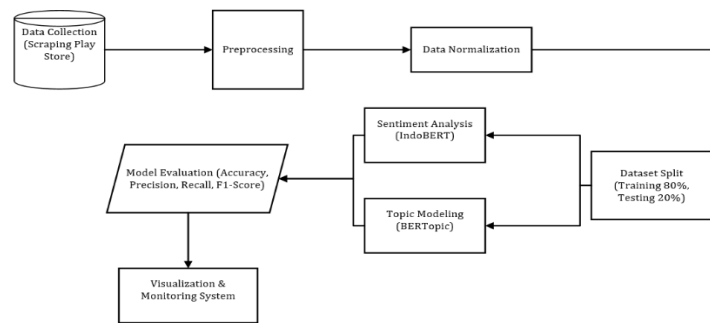 Data Collection
(Scraping Play
Store)
Preprocessing
Data Normalization
Sentiment Analysis
(IndoBERT)
Model Evaluation (Accuracy,
Precision, Recall, F1-Score)
Dataset Split
(Training 80%,
Testing 20%)
Topic Modeling
(BERTopic)
Visualization &
Monitoring System